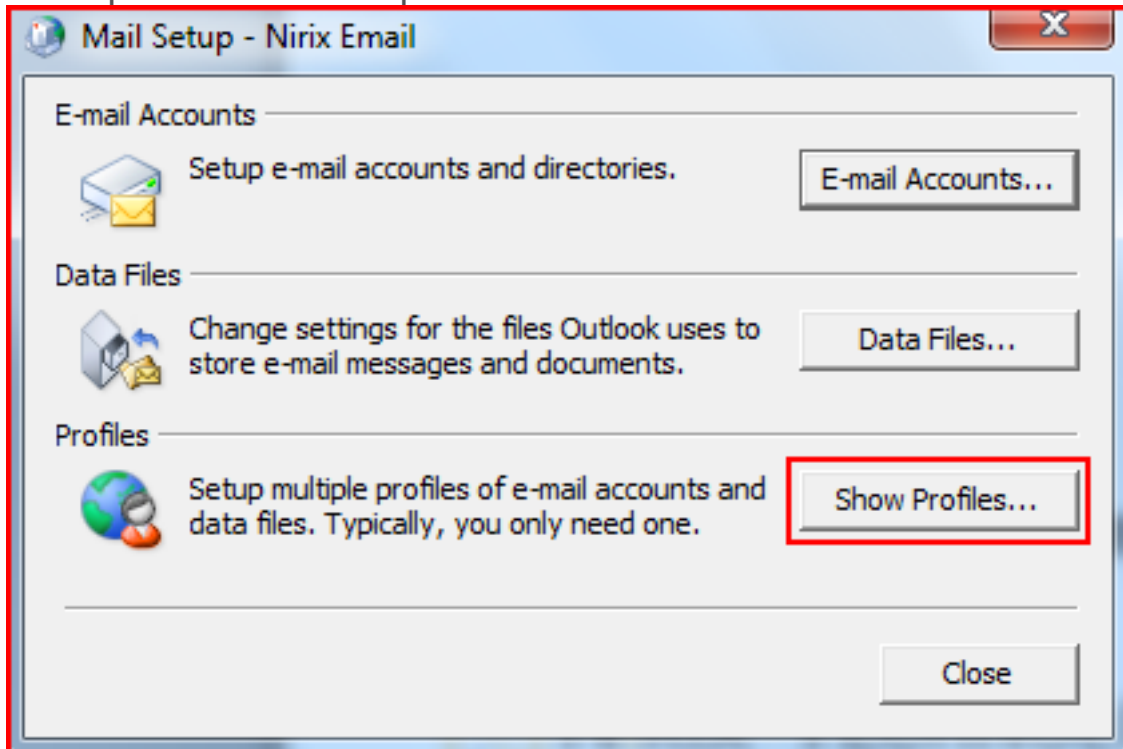 Mail Setup - Nirix Email
E-mail Accounts
Setup e-mail accounts and directories.
E-mail Accounts...
Data Files
Change settings for the files Outlook uses to
store e-mail messages and documents.
Data Files...
Profiles
Setup multiple profiles of e-mail accounts and
data files. Typically, you only need one.
Show Profiles...
Close